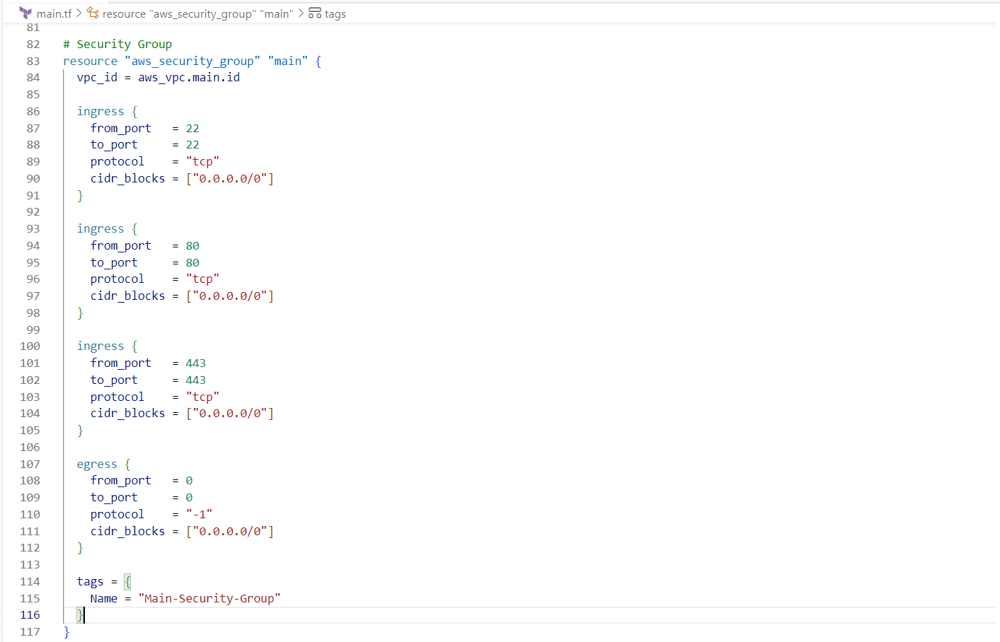 main.tf > resource "aws_security_group" "main" > tags
81
82 # Security Group
83 resource "aws_security_group" "main" {
84   vpc_id = aws_vpc.main.id
85
86   ingress {
87     from_port   = 22
88     to_port     = 22
89     protocol    = "tcp"
90     cidr_blocks = ["0.0.0.0/0"]
91   }
92
93   ingress {
94     from_port   = 80
95     to_port     = 80
96     protocol    = "tcp"
97     cidr_blocks = ["0.0.0.0/0"]
98   }
99
100   ingress {
101     from_port   = 443
102     to_port     = 443
103     protocol    = "tcp"
104     cidr_blocks = ["0.0.0.0/0"]
105   }
106
107   egress {
108     from_port   = 0
109     to_port     = 0
110     protocol    = "-1"
111     cidr_blocks = ["0.0.0.0/0"]
112   }
113
114   tags = {
115     Name = "Main-Security-Group"
116   }
117 }